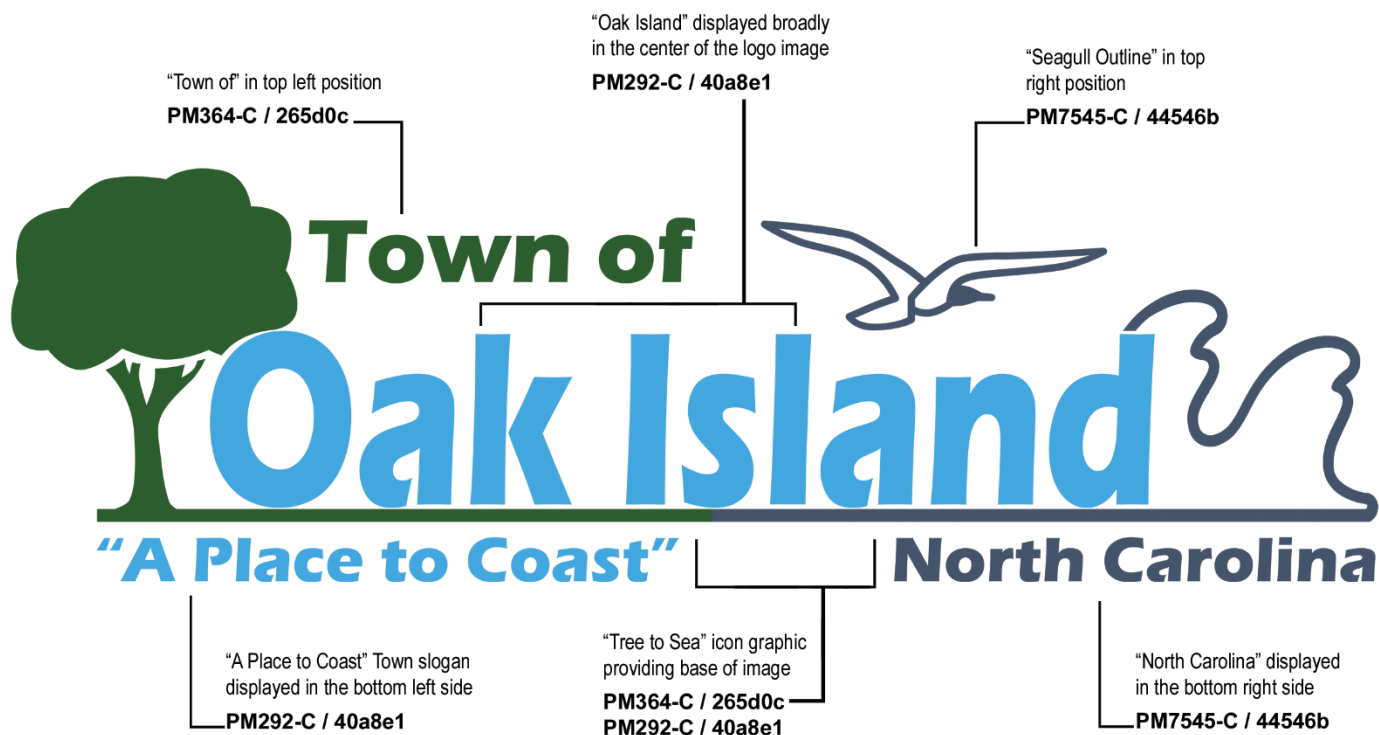 “Oak Island” displayed broadly
in the center of the logo image
PM292-C / 40a8e1
“Town of” in top left position
PM364-C / 265d0c
“Seagull Outline” in top
right position
PM7545-C / 44546b
Town of
Oak Island
“A Place to Coast”
North Carolina
“A Place to Coast” Town slogan
displayed in the bottom left side
PM292-C / 40a8e1
“Tree to Sea” icon graphic
providing base of image
PM364-C / 265d0c
PM292-C / 40a8e1
“North Carolina” displayed
in the bottom right side
PM7545-C / 44546b